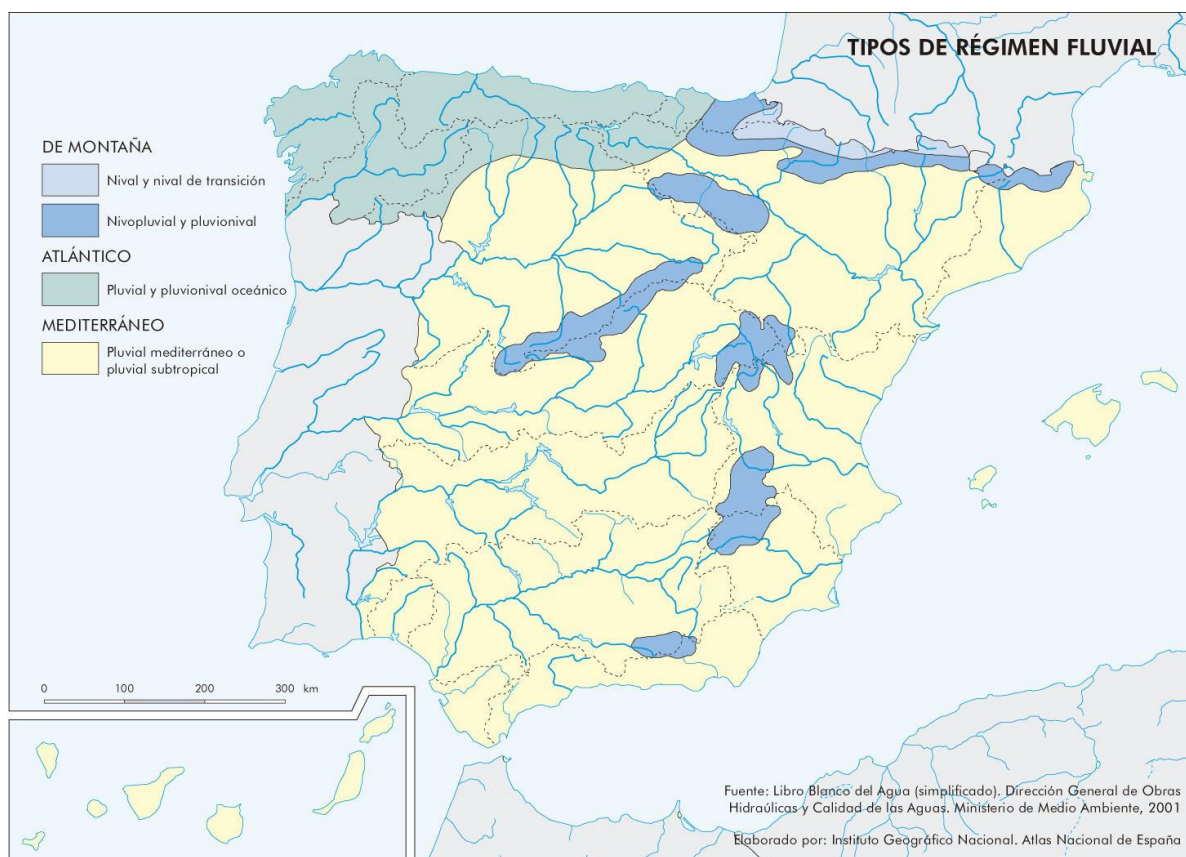 TIPOS DE RÉGIMEN FLUVIAL
DE MONTAÑA
Nival y nival de transición
Nivopluvial y pluvionival
ATLÁNTICO
Pluvial y pluvionival oceánico
MEDITERRÁNEO
Pluvial mediterráneo o
pluvial subtropical
0 100 200 300 km
Fuente: Libro Blanco del Agua (simplificado). Dirección General de Obras
Hidraúlicas y Calidad de las Aguas. Ministerio de Medio Ambiente, 2001
Elaborado por: Instituto Geográfico Nacional. Atlas Nacional de España